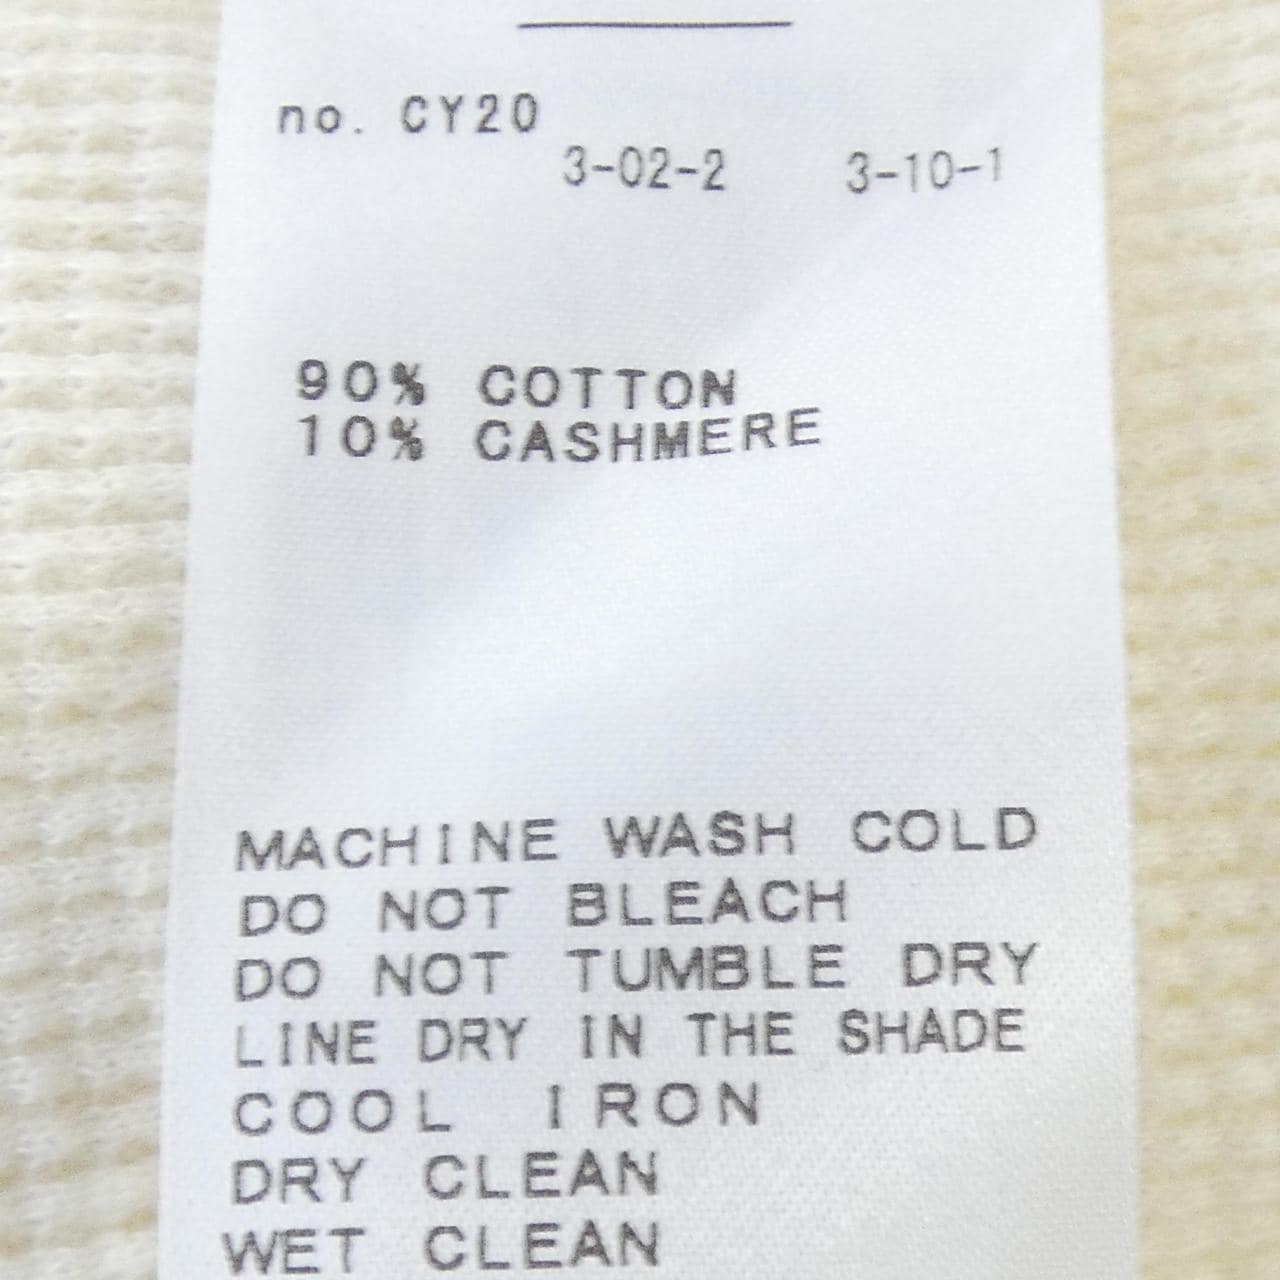 no. CY20
3-02-2 3-10-1
90% COTTON
10% CASHMERE
MACHINE WASH COLD
DO NOT BLEACH
DO NOT TUMBLE DRY
LINE DRY IN THE SHADE
COOL IRON
DRY CLEAN
WET CLEAN